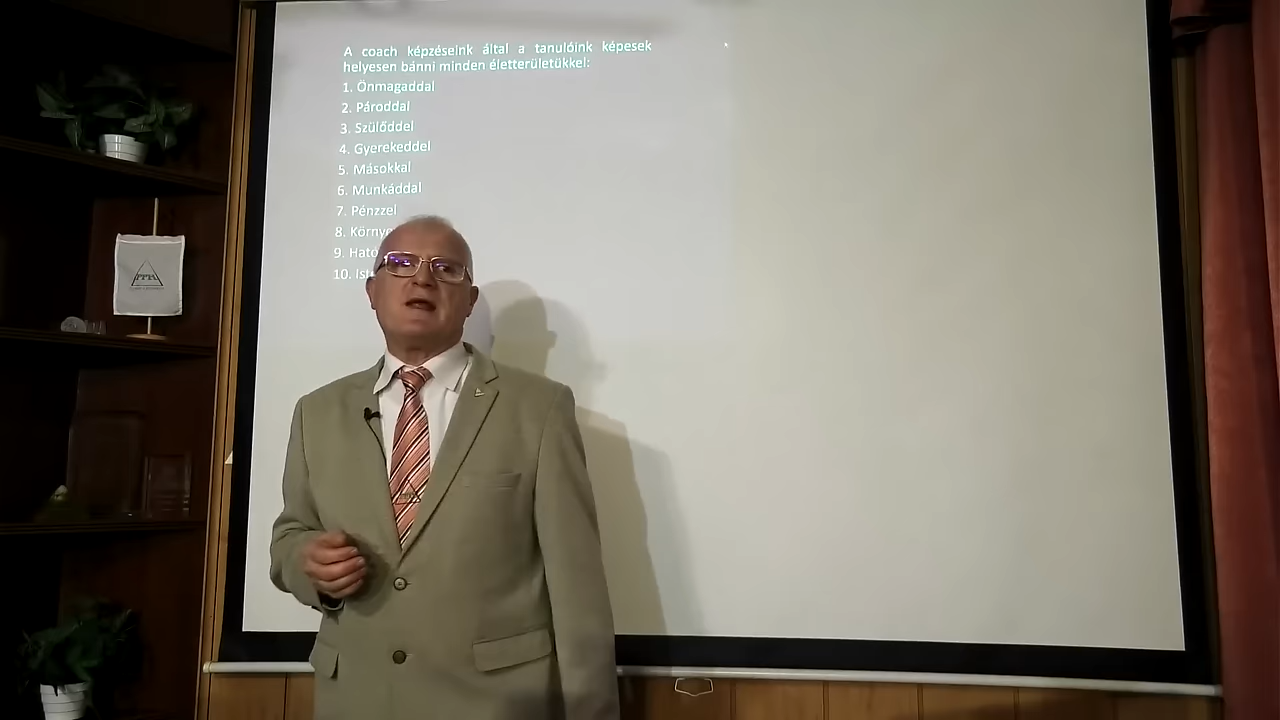 A coach képzéseink által a tanulóink képesek
helyesen bánni minden életterületükkel:
1. Önmagaddal
2. Pároddal
3. Szülőddel
4. Gyerekeddel
5. Másokkal
6. Munkáddal
7. Pénzzel
8.
9.
10.